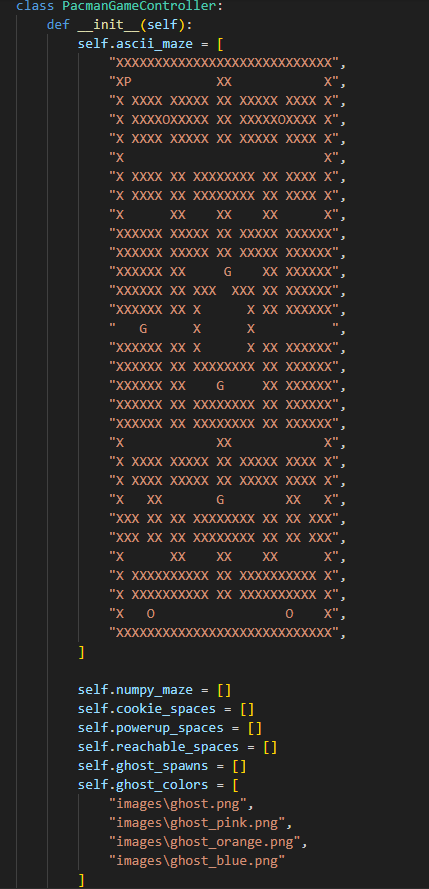 class PacmanGameController:
    def __init__(self):
        self.ascii_maze = [
            "XXXXXXXXXXXXXXXXXXXXXXXXXXXX",
            "XP           XX            X",
            "X XXXX XXXXX XX XXXXX XXXX X",
            "X XXXXOXXXXX XX XXXXXOXXXX X",
            "X XXXX XXXXX XX XXXXX XXXX X",
            "X                          X",
            "X XXXX XX XXXXXXXX XX XXXX X",
            "X XXXX XX XXXXXXXX XX XXXX X",
            "X      XX    XX    XX      X",
            "XXXXXX XXXXX XX XXXXX XXXXXX",
            "XXXXXX XXXXX XX XXXXX XXXXXX",
            "XXXXXX XX     G    XX XXXXXX",
            "XXXXXX XX XXX  XXX XX XXXXXX",
            "XXXXXX XX X      X XX XXXXXX",
            "   G      X      X          ",
            "XXXXXX XX X      X XX XXXXXX",
            "XXXXXX XX XXXXXXXX XX XXXXXX",
            "XXXXXX XX    G     XX XXXXXX",
            "XXXXXX XX XXXXXXXX XX XXXXXX",
            "XXXXXX XX XXXXXXXX XX XXXXXX",
            "X            XX            X",
            "X XXXX XXXXX XX XXXXX XXXX X",
            "X XXXX XXXXX XX XXXXX XXXX X",
            "X   XX       G        XX   X",
            "XXX XX XX XXXXXXXX XX XX XXX",
            "XXX XX XX XXXXXXXX XX XX XXX",
            "X      XX    XX    XX      X",
            "X XXXXXXXXXX XX XXXXXXXXXX X",
            "X XXXXXXXXXX XX XXXXXXXXXX X",
            "X   O                 O    X",
            "XXXXXXXXXXXXXXXXXXXXXXXXXXXX",
        ]
        self.numpy_maze = []
        self.cookie_spaces = []
        self.powerup_spaces = []
        self.reachable_spaces = []
        self.ghost_spawns = []
        self.ghost_colors = [
            "images\ghost.png",
            "images\ghost_pink.png",
            "images\ghost_orange.png",
            "images\ghost_blue.png"
        ]